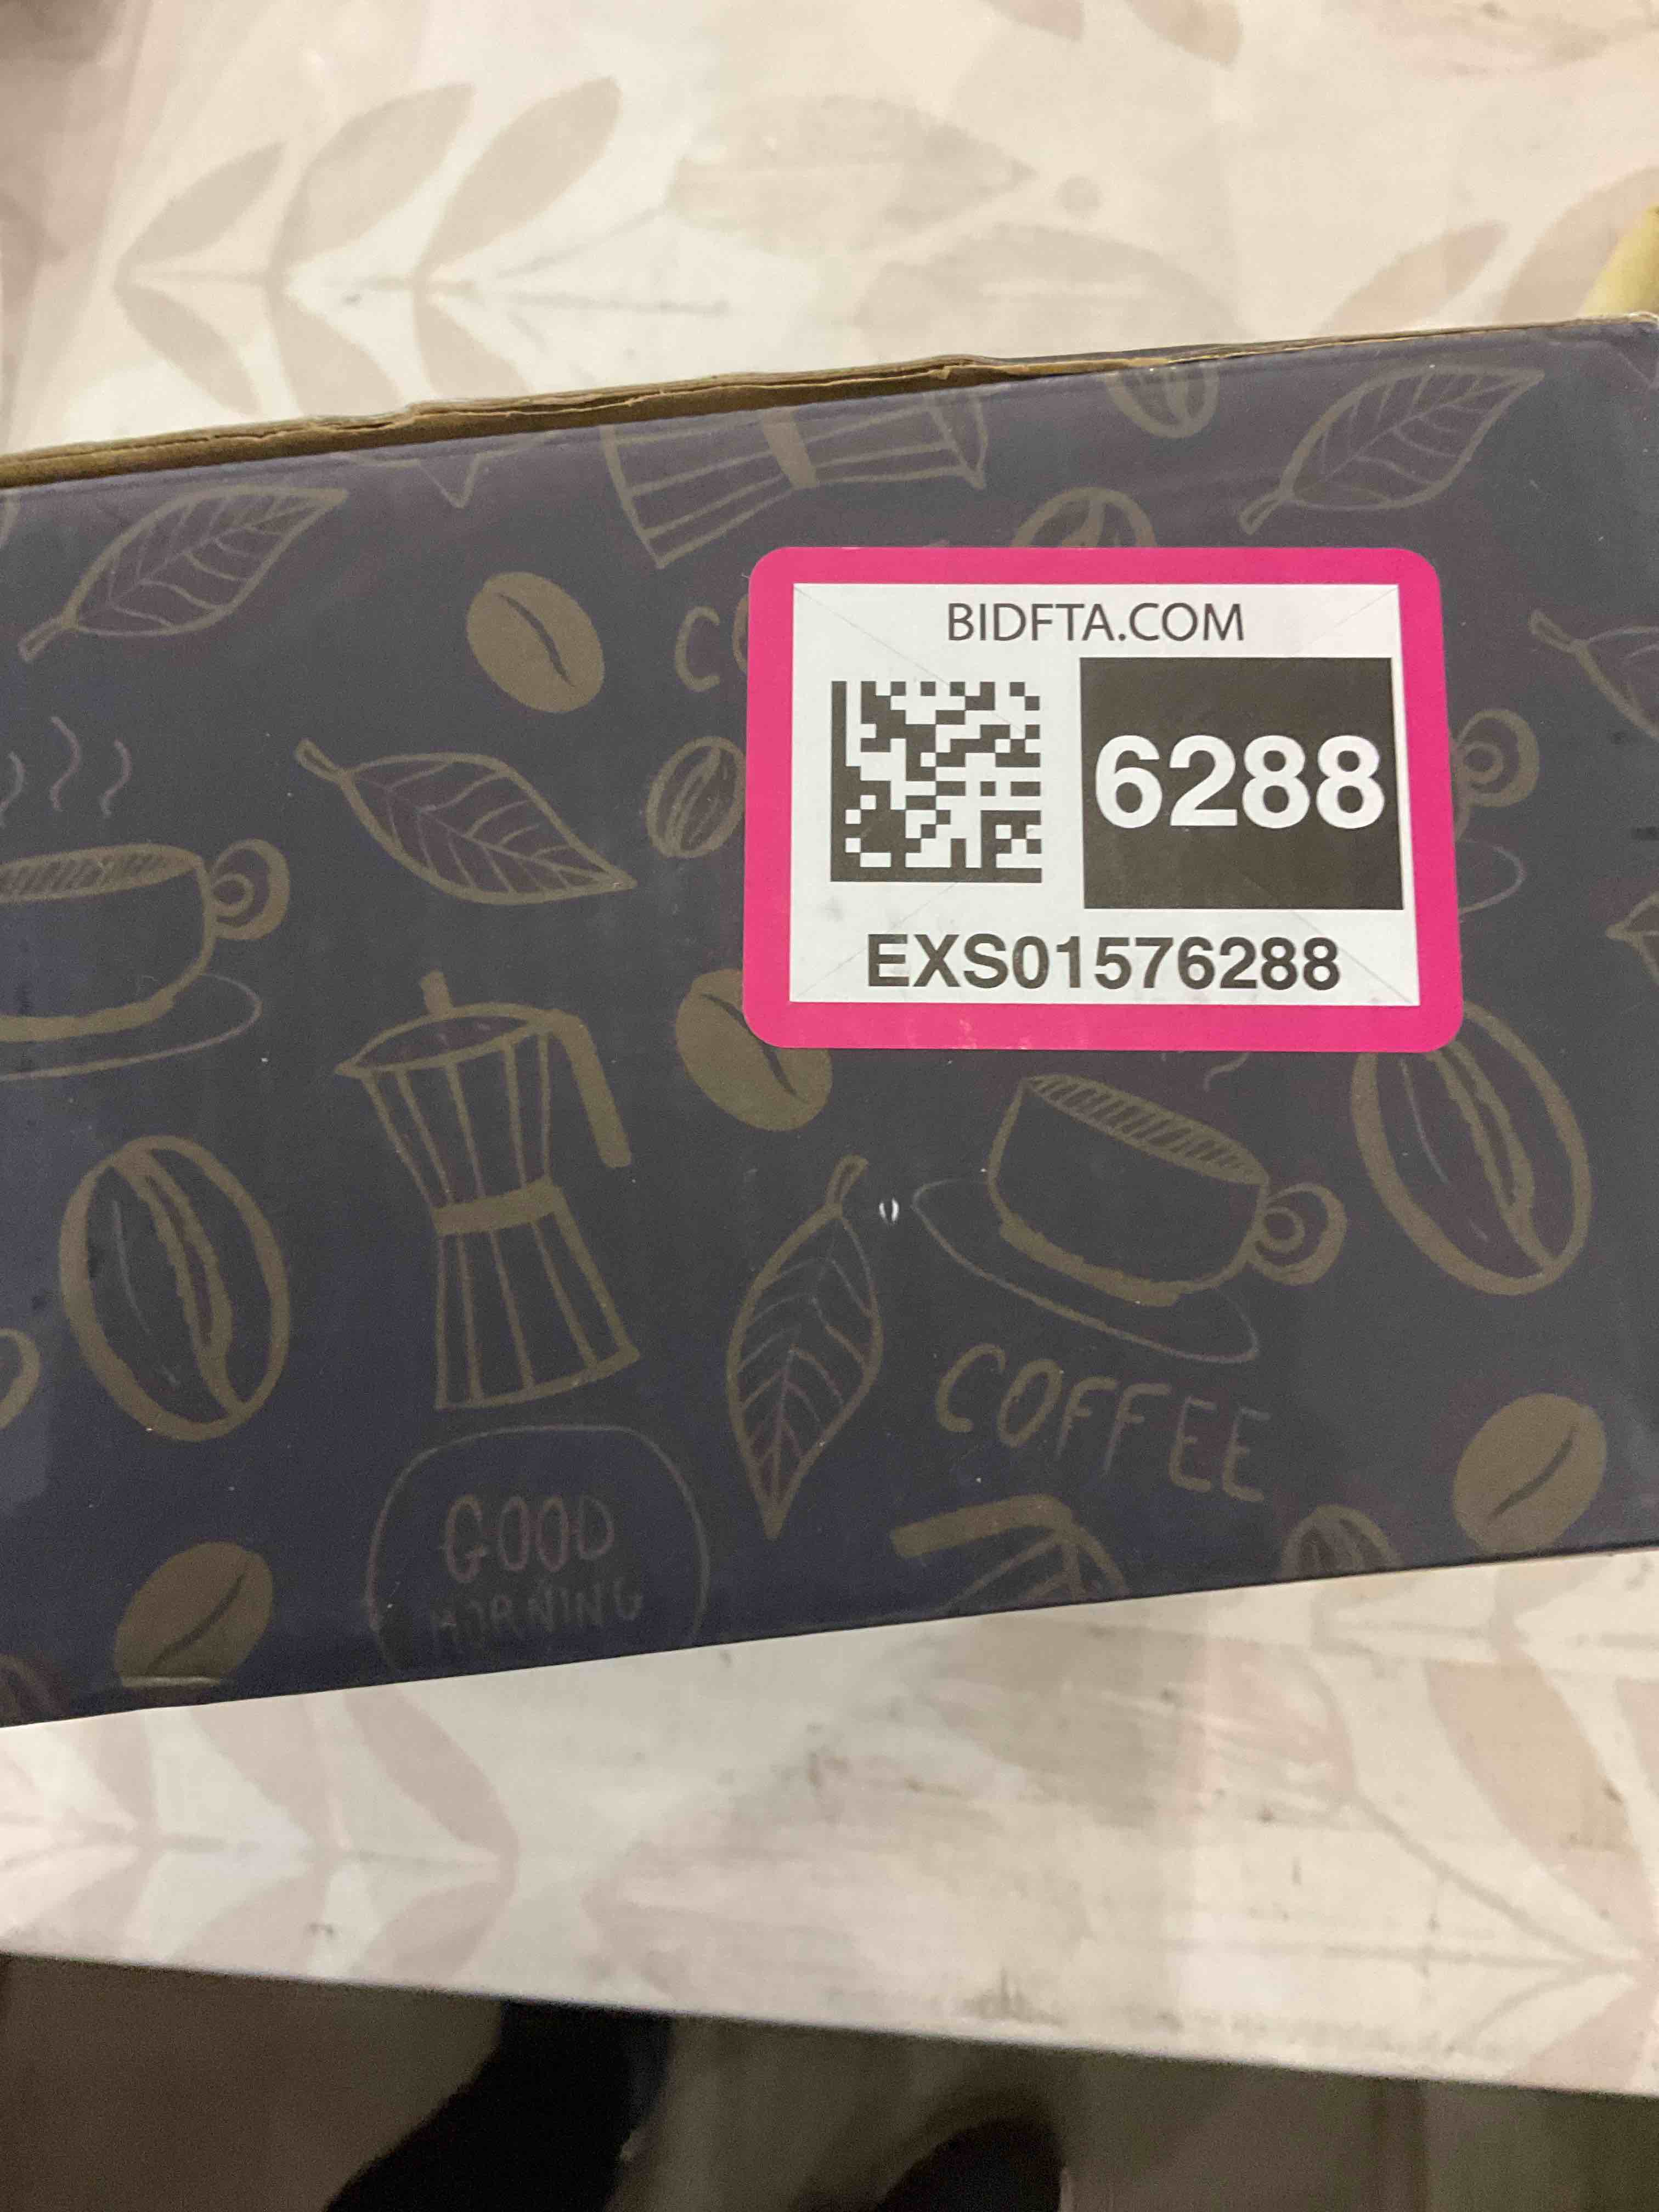 BIDFTA.COM
6288
EXS01576288
COFFEE
GOOD
MORNING